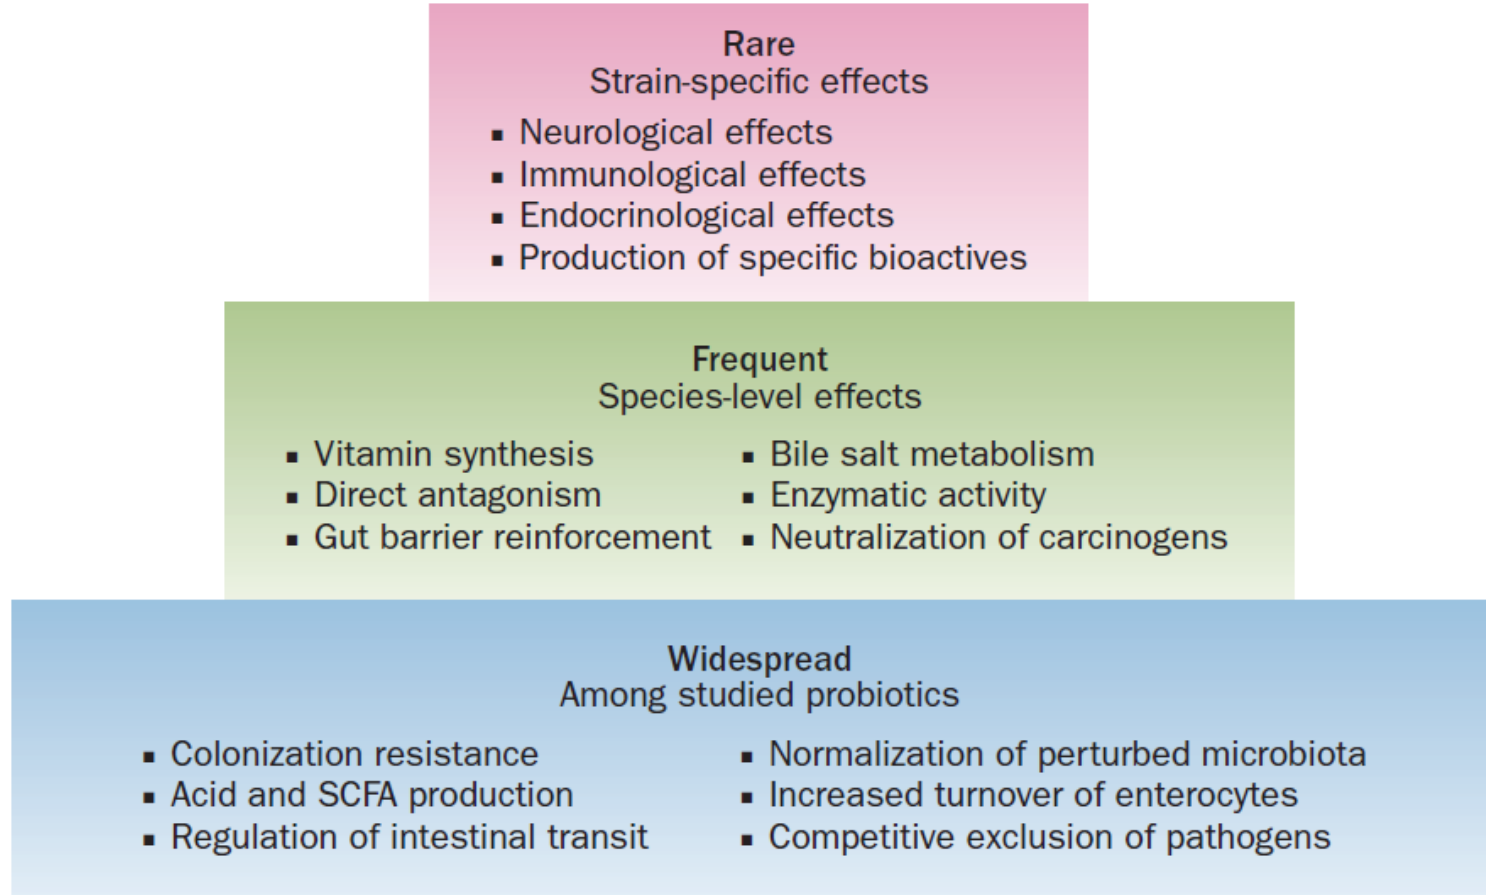 Rare
Strain-specific effects
▪ Neurological effects
▪ Immunological effects
▪ Endocrinological effects
▪ Production of specific bioactives
Frequent
Species-level effects
▪ Vitamin synthesis
▪ Direct antagonism
▪ Gut barrier reinforcement
▪ Bile salt metabolism
▪ Enzymatic activity
▪ Neutralization of carcinogens
Widespread
Among studied probiotics
▪ Colonization resistance
▪ Acid and SCFA production
▪ Regulation of intestinal transit
▪ Normalization of perturbed microbiota
▪ Increased turnover of enterocytes
▪ Competitive exclusion of pathogens